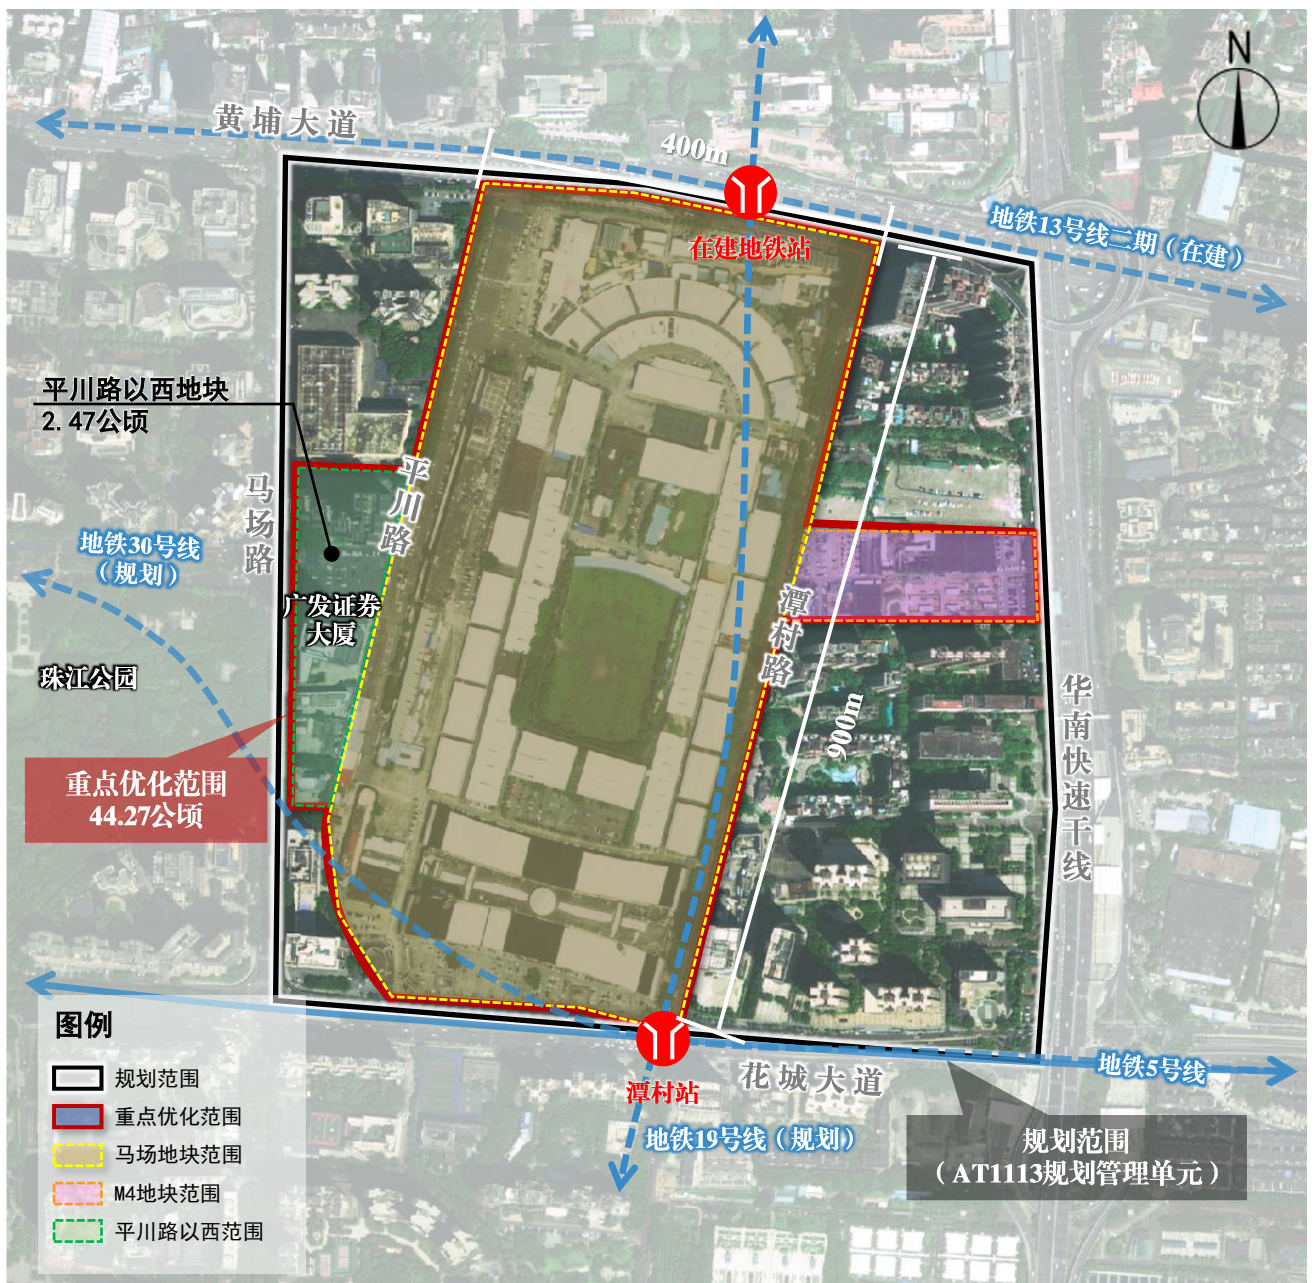 N
黄埔大道
400m
在建地铁站
地铁13号线二期（在建）
平川路以西地块
2.47公顷
平川路
马场路
地铁30号线
（规划）
广发证券
大厦
潭村路
珠江公园
华南快速干线
900m
重点优化范围
44.27公顷
图例
规划范围
重点优化范围
马场地块范围
M4地块范围
平川路以西范围
潭村站
花城大道
地铁5号线
地铁19号线（规划）
规划范围
（AT1113规划管理单元）